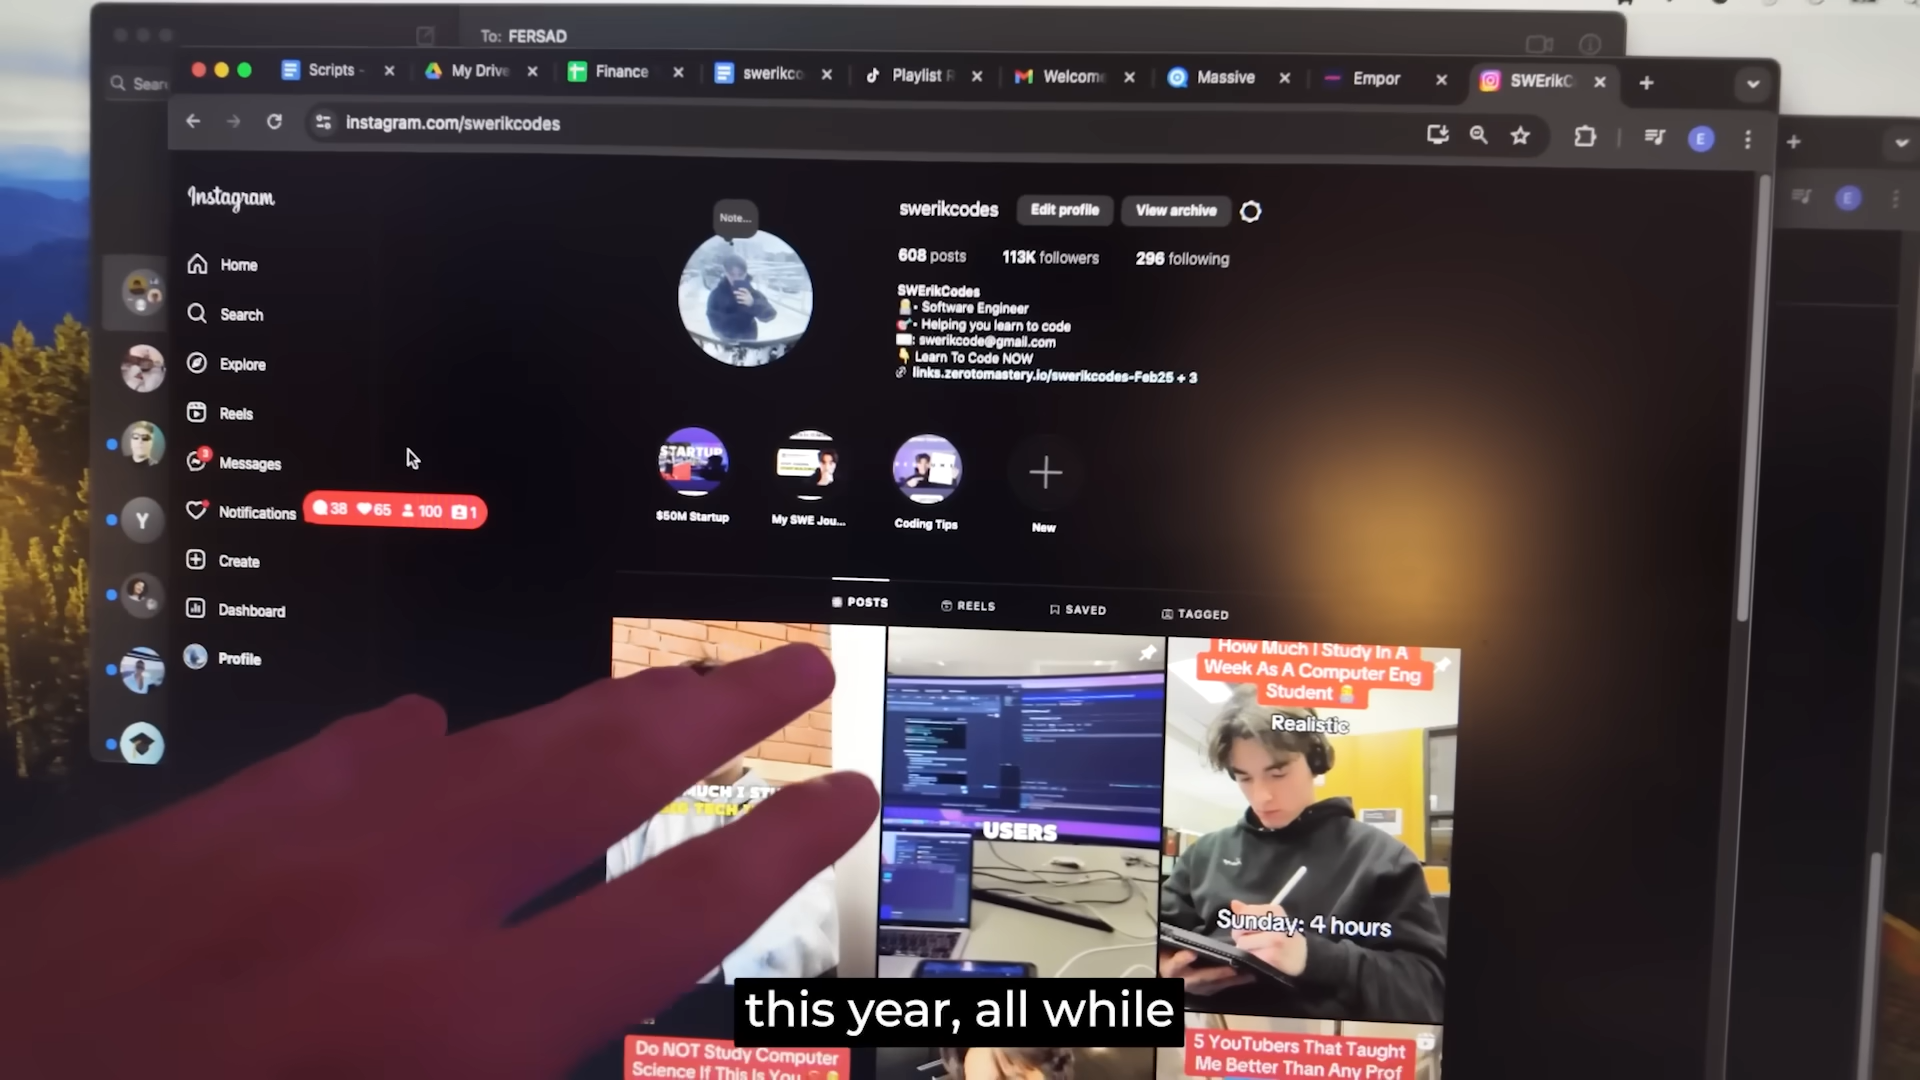 To: FERSAD
Scripts -
My Drive
Finance
swerikco
Playlist
Welcome
Massive
Empor
SWErikC
Sear
instagram.com/swerikcodes
E
E
Instagram
Note...
swerikcodes
Edit profile
View archive
608 posts
113K followers
296 following
SWErikCodes
- Software Engineer
- Helping you learn to code
: swerikcode@gmail.com
Learn To Code NOW
links.zerotomastery.io/swerikcodes-Feb25 + 3
Home
Search
Explore
Reels
3
Messages
Notifications
38
65
100
1
Create
Dashboard
Profile
Y
STARTUP
$50M Startup
My SWE Jou...
Coding Tips
New
POSTS
REELS
SAVED
TAGGED
USERS
How Much I Study In A
Week As A Computer Eng
Student
Realistic
Sunday: 4 hours
this year, all while
Do NOT Study Computer
Science If This Is You
5 YouTubers That Taught
Me Better Than Any Prof